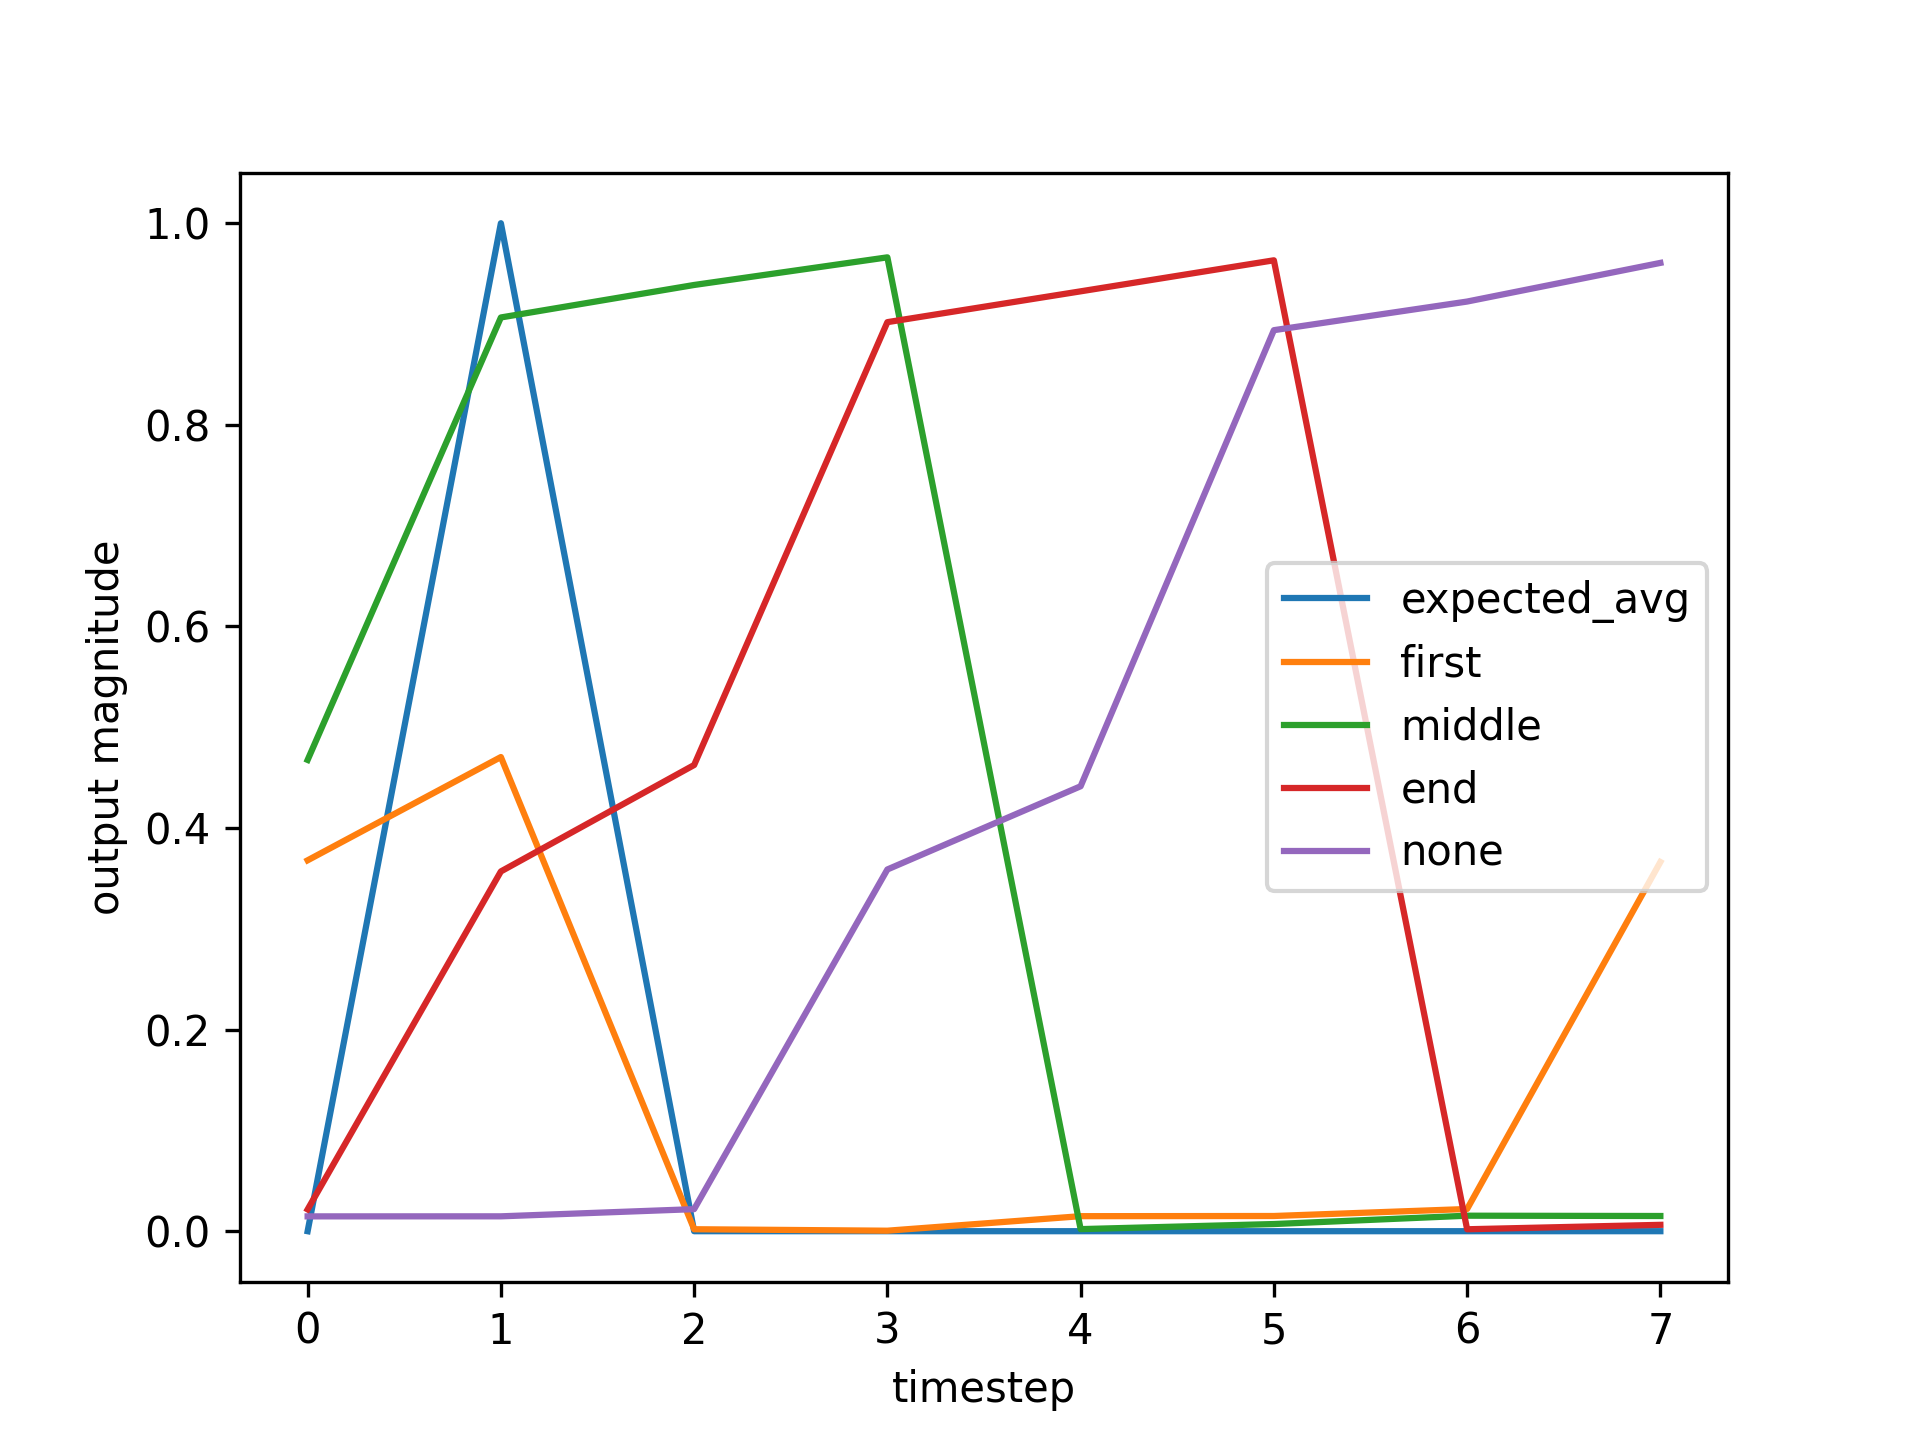 1.0
0.8
0.6
0.4
0.2
0.0
output magnitude
expected_avg
first
middle
end
none
0 1 2 3 4 5 6 7
timestep